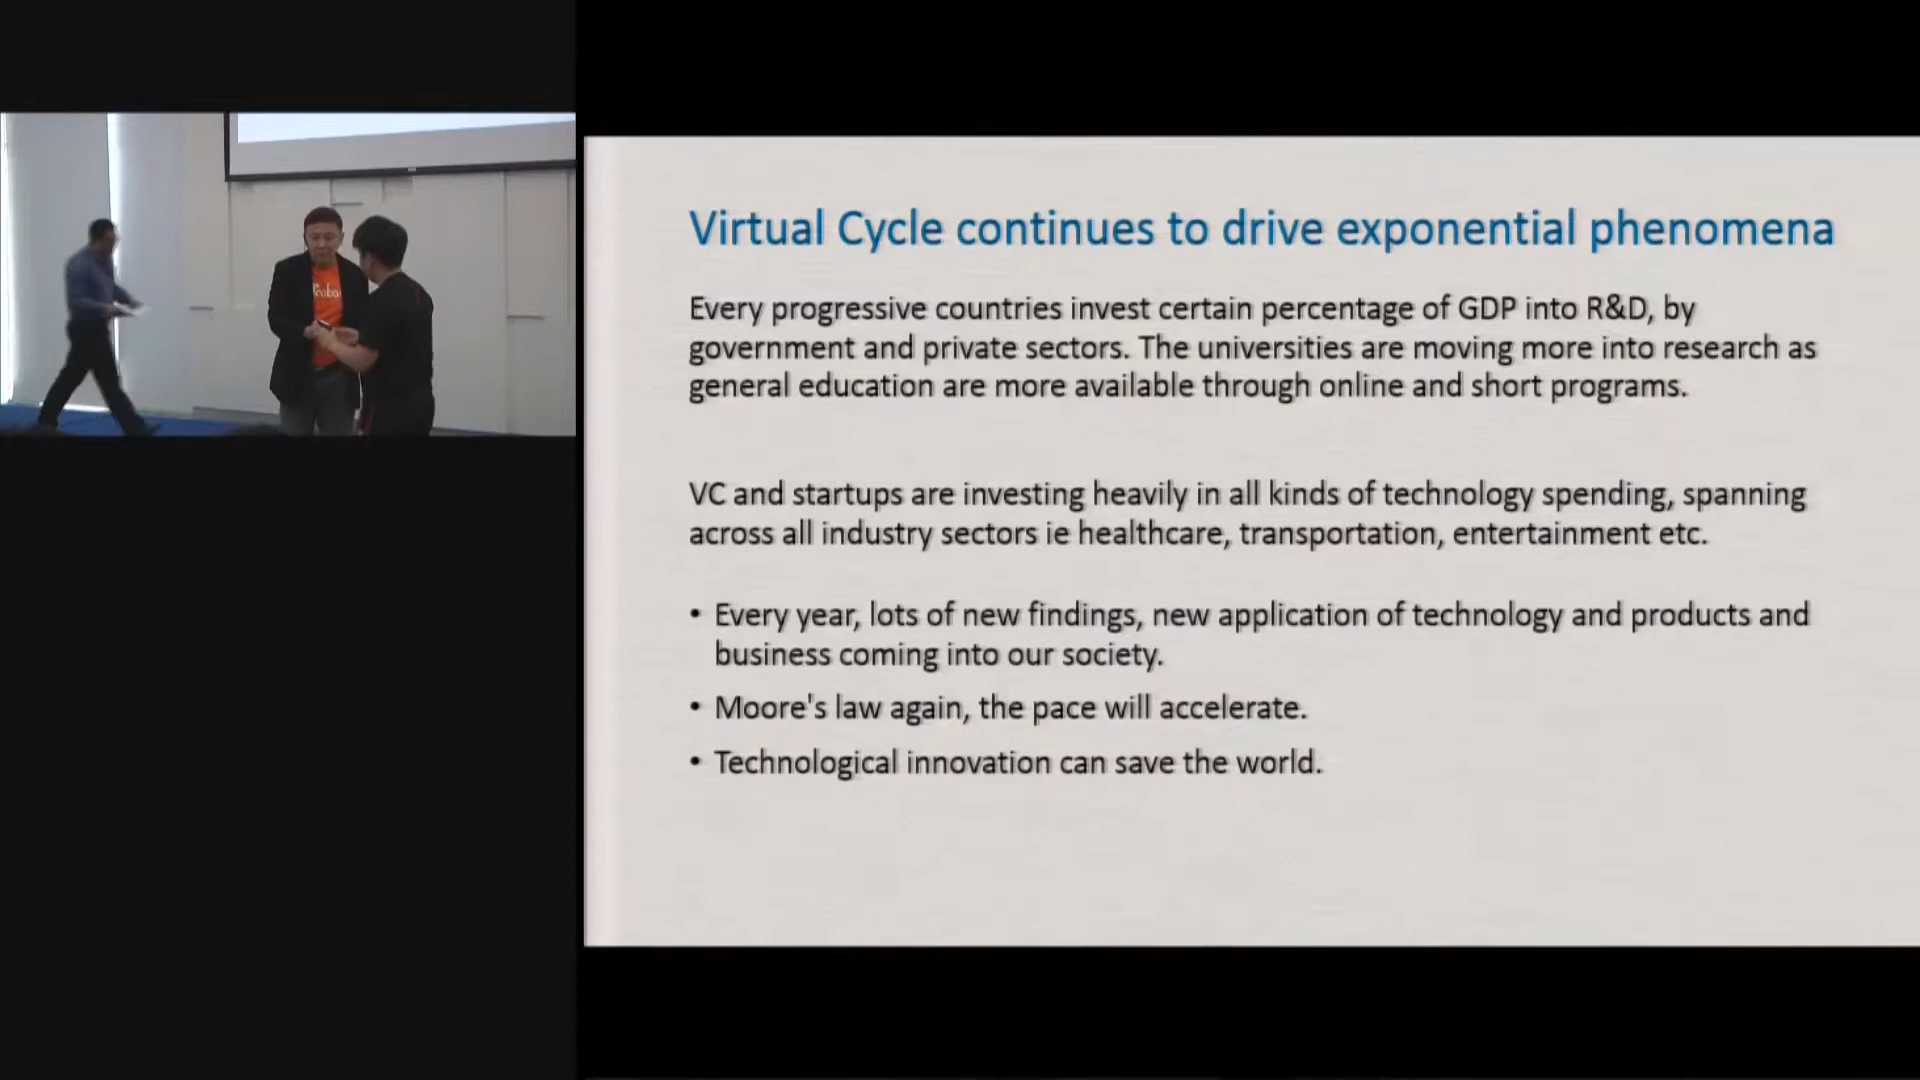 Virtual Cycle continues to drive exponential phenomena
Every progressive countries invest certain percentage of GDP into R&D, by
government and private sectors. The universities are moving more into research as
general education are more available through online and short programs.
VC and startups are investing heavily in all kinds of technology spending, spanning
across all industry sectors ie healthcare, transportation, entertainment etc.
• Every year, lots of new findings, new application of technology and products and
business coming into our society.
• Moore's law again, the pace will accelerate.
• Technological innovation can save the world.